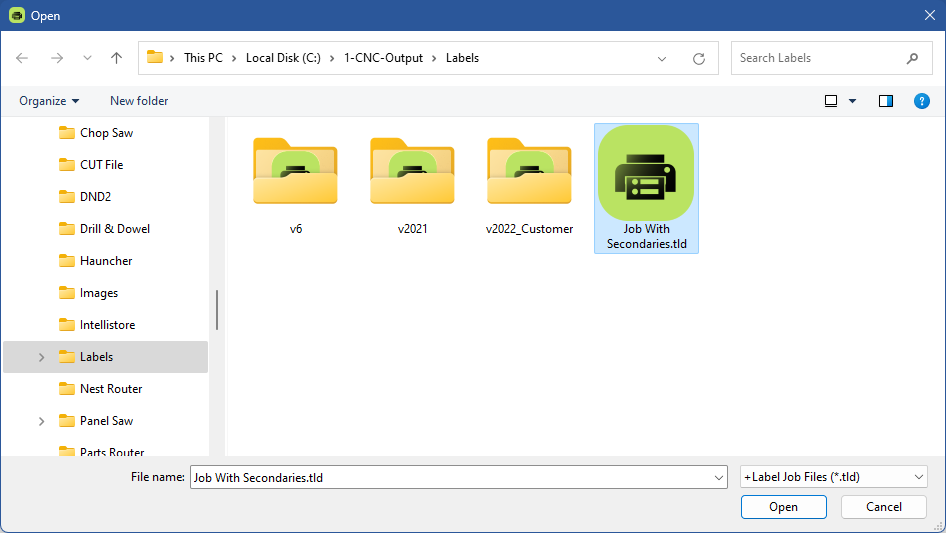 Open
This PC > Local Disk (C:) > 1-CNC-Output > Labels
Search Labels
Organize
New folder
?
Chop Saw
CUT File
DND2
Drill & Dowel
Hauncher
Images
Intellistore
Labels
Nest Router
Panel Saw
Parts Router
v6
v2021
v2022_Customer
Job With
Secondaries.tld
File name:
Job With Secondaries.tld
+Label Job Files (*.tld)
Open
Cancel